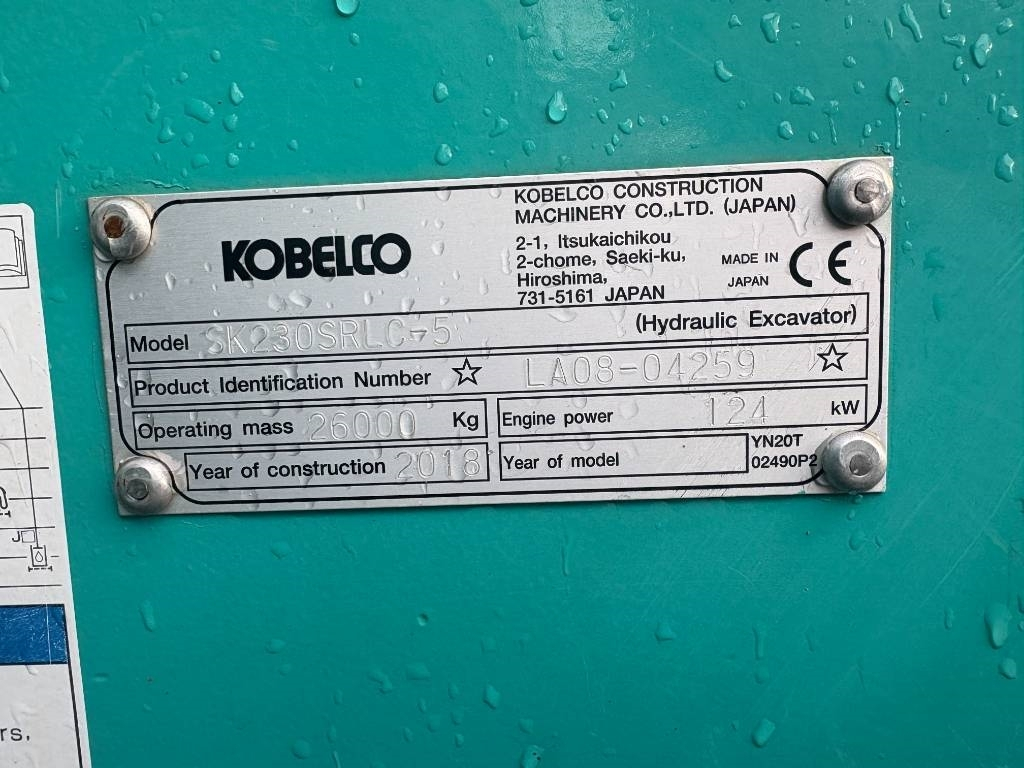 KOBELCO
KOBELCO CONSTRUCTION
MACHINERY CO.,LTD. (JAPAN)
2-1, Itsukaichikou
2-chome, Saeki-ku,
Hiroshima,
731-5161 JAPAN
MADE IN
JAPAN
CE
Model SK230SRLC-5 (Hydraulic Excavator)
Product Identification Number ☆ LA08-04259 ☆
Operating mass 26000 Kg
Engine power 124 kW
Year of construction 2018
Year of model
YN20T
02490P2
J
rs,